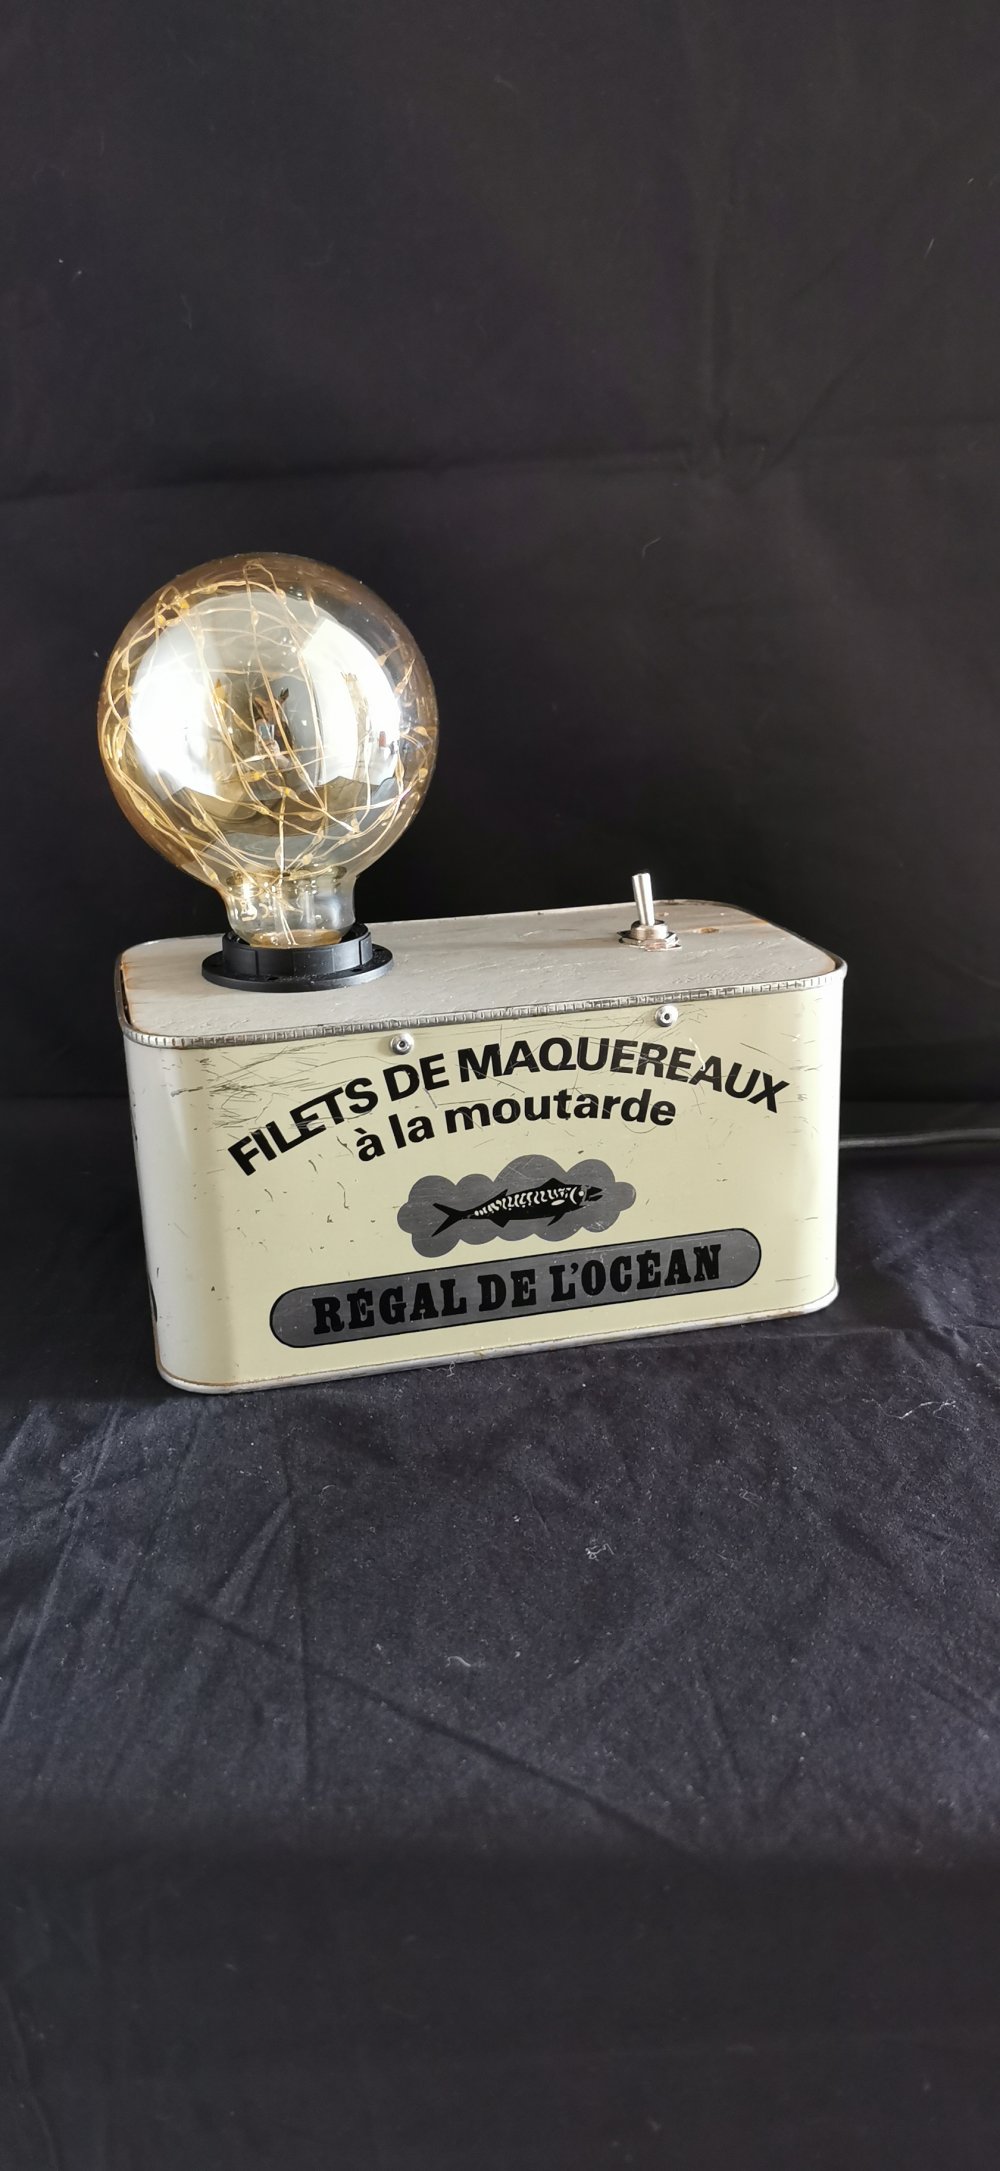 FILETS DE MAQUEREAUX
à la moutarde
RÉGAL DE L'OCÉAN